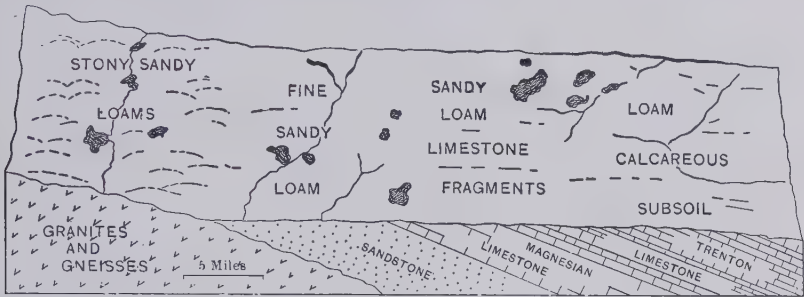 STONY SANDY
LOAMS
FINE
SANDY
LOAM
SANDY
LOAM
LIMESTONE
FRAGMENTS
LOAM
CALCAREOUS
SUBSOIL
GRANITES
AND
GNEISSES
5 Miles
SANDSTONE
LIMESTONE
MAGNESIAN
LIMESTONE
TRENTON